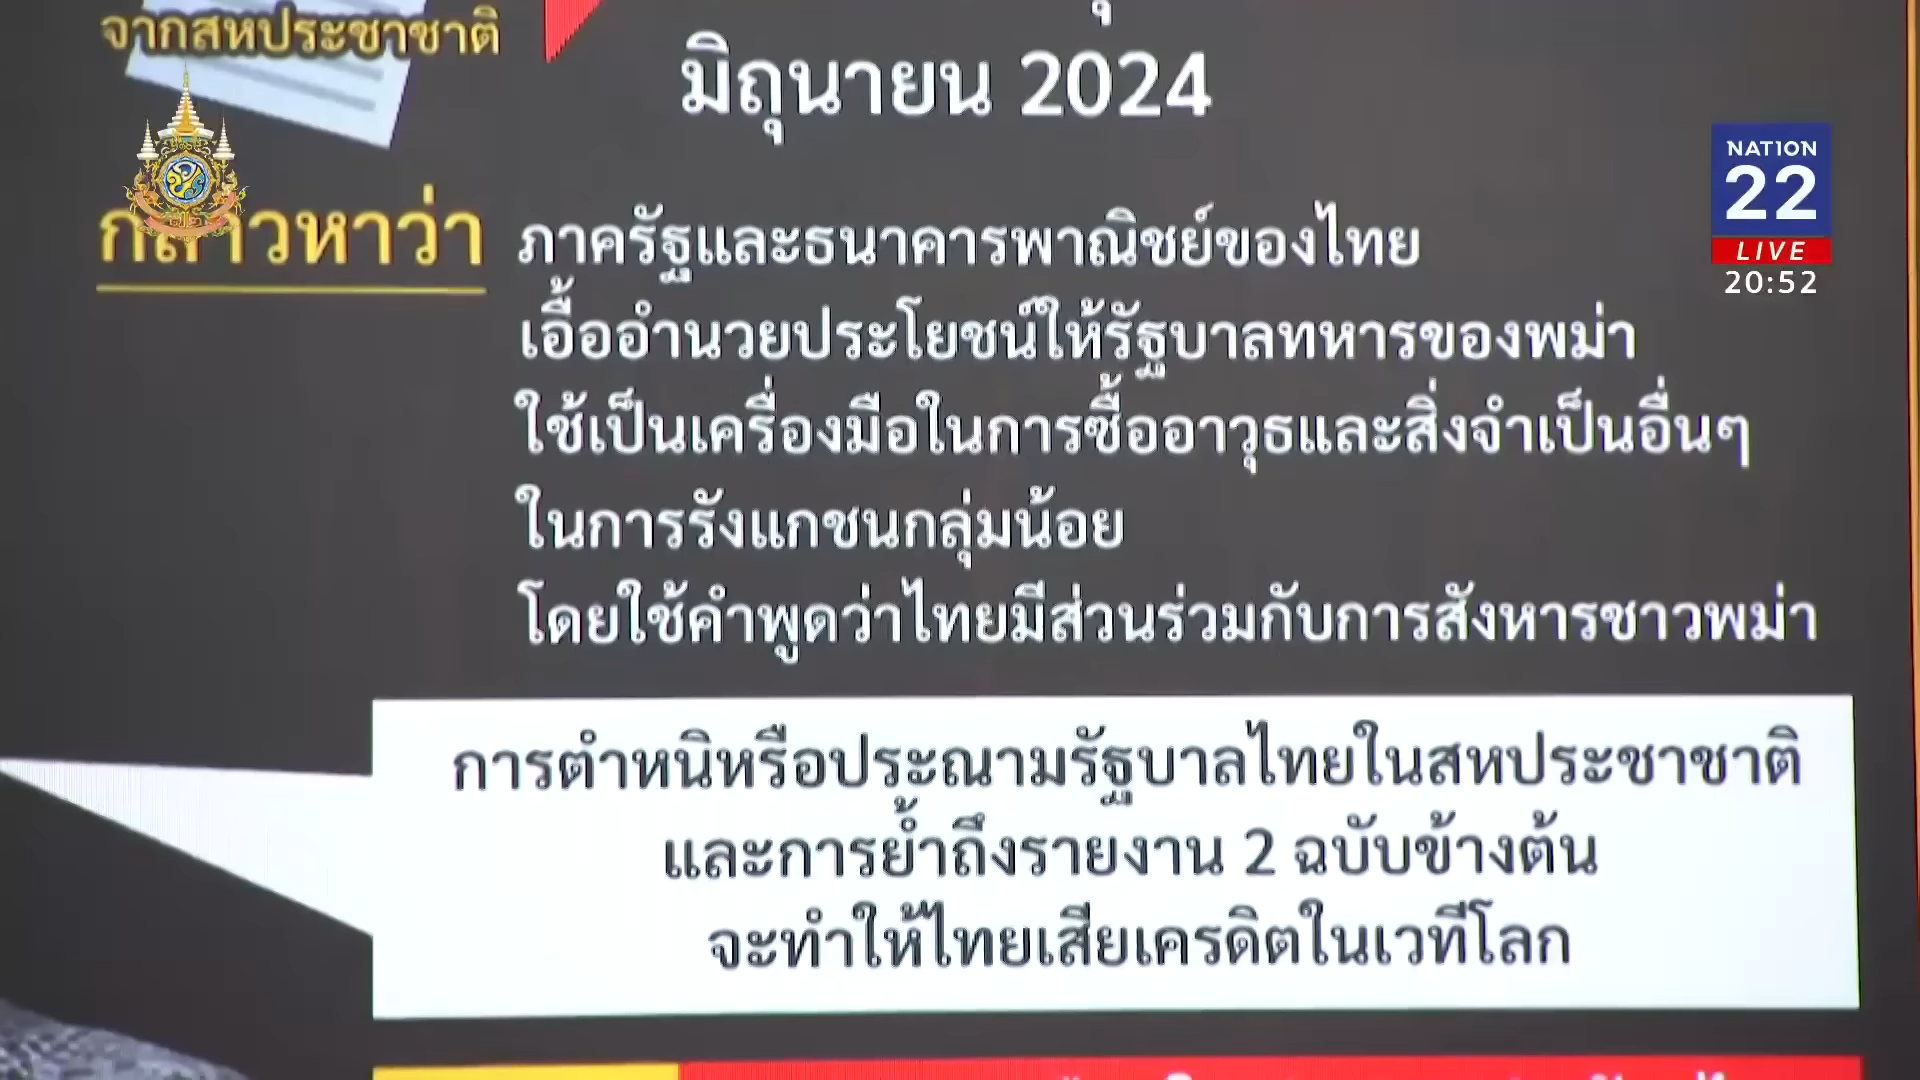 จากสหประชาชาติ
มิถุนายน 2024
NATION
22
LIVE
20:52
กล่าวหาว่า
ภาครัฐและธนาคารพาณิชย์ของไทย
เอื้ออำนวยประโยชน์ให้รัฐบาลทหารของพม่า
ใช้เป็นเครื่องมือในการซื้ออาวุธและสิ่งจำเป็นอื่นๆ
ในการรังแกชนกลุ่มน้อย
โดยใช้คำพูดว่าไทยมีส่วนร่วมกับการสังหารชาวพม่า
การตำหนิหรือประณามรัฐบาลไทยในสหประชาชาติ
และการย้ำถึงรายงาน 2 ฉบับข้างต้น
จะทำให้ไทยเสียเครดิตในเวทีโลก